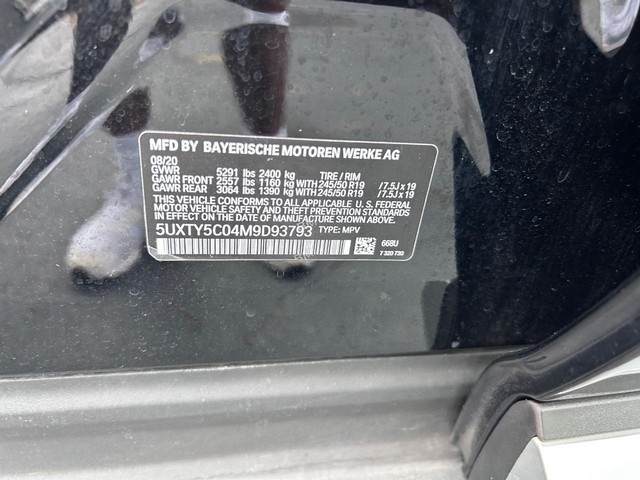 MFD BY BAYERISCHE MOTOREN WERKE AG
08/20
GVWR 5291 lbs 2400 kg TIRE / RIM
GAWR FRONT 2557 lbs 1160 kg WITH 245/50 R19 /7.5J x 19
GAWR REAR 3064 lbs 1390 kg WITH 245/50 R19 /7.5J x 19
THIS VEHICLE CONFORMS TO ALL APPLICABLE U. S. FEDERAL
MOTOR VEHICLE SAFETY AND THEFT PREVENTION STANDARDS
IN EFFECT ON THE DATE OF MANUFACTURE SHOWN ABOVE.
5UXTY5C04M9D93793 TYPE: MPV
668U
7 320 730